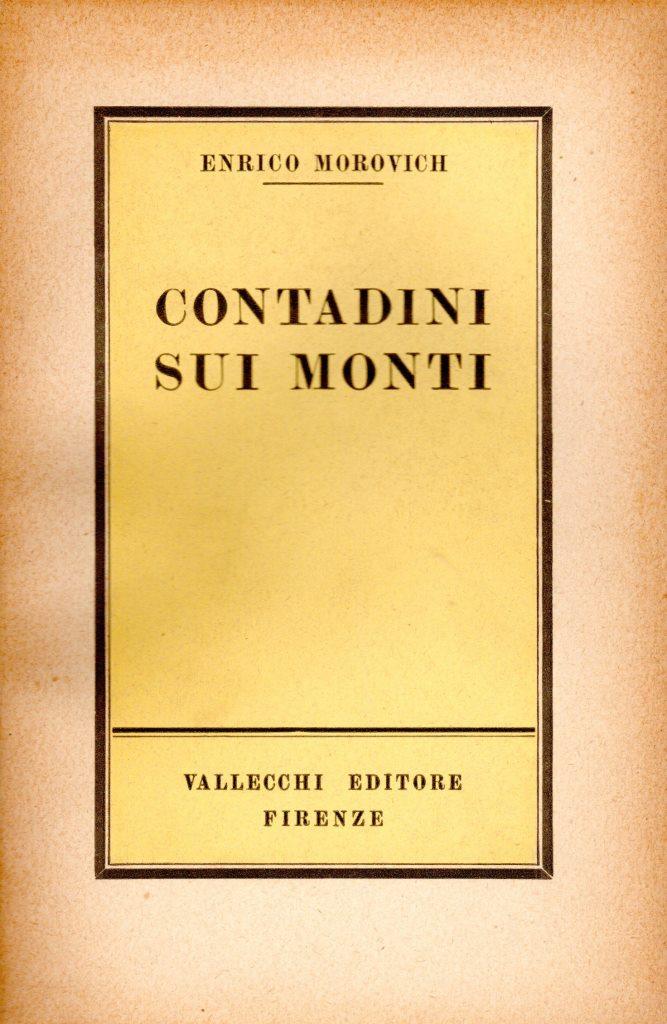 ENRICO MOROVICH
CONTADINI
SUI MONTI
VALLECCHI EDITORE
FIRENZE